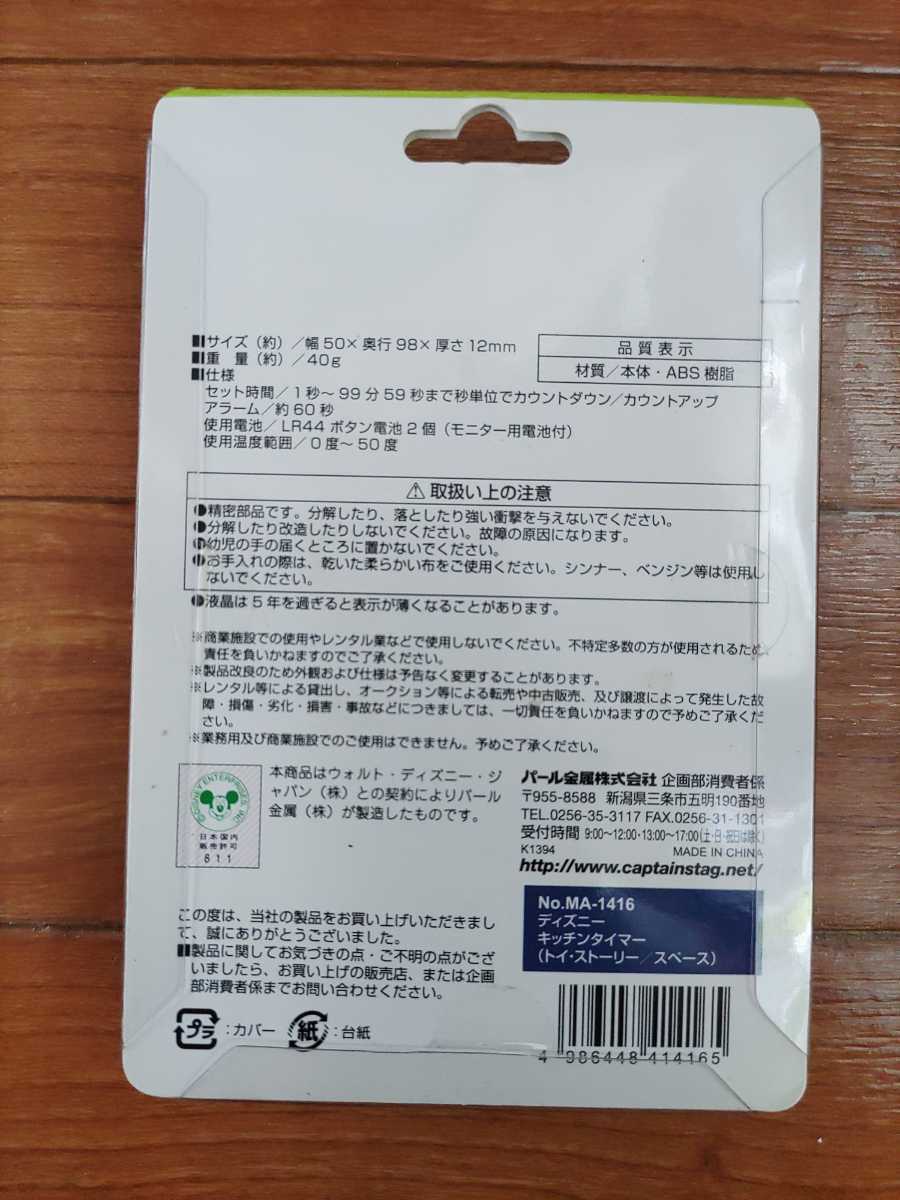 ■サイズ（約）／幅 50×奥行 98×厚さ 12mm
■重　量（約）／40g
■仕様
品 質 表 示
材質／本体・ABS 樹脂
セット時間／1 秒～ 99 分 59 秒まで秒単位でカウントダウン／カウントアップ
アラーム／約 60 秒
使用電池／ LR44 ボタン電池 2 個（モニター用電池付）
使用温度範囲／ 0 度～ 50 度
⚠ 取扱い上の注意
●精密部品です。分解したり、落としたり強い衝撃を与えないでください。
●分解したり改造したりしないでください。故障の原因になります。
●幼児の手の届くところに置かないでください。
●お手入れの際は、乾いた柔らかい布をご使用ください。シンナー、ベンジン等は使用し
ないでください。
●液晶は 5 年を過ぎると表示が薄くなることがあります。
※商業施設での使用やレンタル業などで使用しないでください。不特定多数の方が使用されるため
責任を負いかねますのでご了承ください。
※製品改良のため外観および仕様は予告なく変更することがあります。
※レンタル等による貸出し、オークション等による転売や中古販売、及び譲渡によって発生した故
障・損傷・劣化・損害・事故などにつきましては、一切責任を負いかねますので予めご了承くだ
さい。
※業務用及び商業施設でのご使用はできません。予めご了承ください。
©DISNEY ENTERPRISES, INC.
日本国内
販売許可
611
本商品はウォルト・ディズニー・ジ
ャパン（株）との契約によりパール
金属（株）が製造したものです。
パール金属株式会社 企画部消費者係
〒955-8588　新潟県三条市五明190番地
TEL.0256-35-3117 FAX.0256-31-1301
受付時間 9:00～12:00・13:00～17:00（土・日・祝日は除く）
K1394
MADE IN CHINA
http://www.captainstag.net/
No.MA-1416
ディズニー
キッチンタイマー
（トイ・ストーリー／スペース）
この度は、当社の製品をお買い上げいただきまし
て、誠にありがとうございました。
■製品に関してお気づきの点・ご不明の点がござ
いましたら、お買い上げの販売店、または企画
部消費者係までお問い合わせください。
プラ：カバー　紙：台紙
4 986448 414165